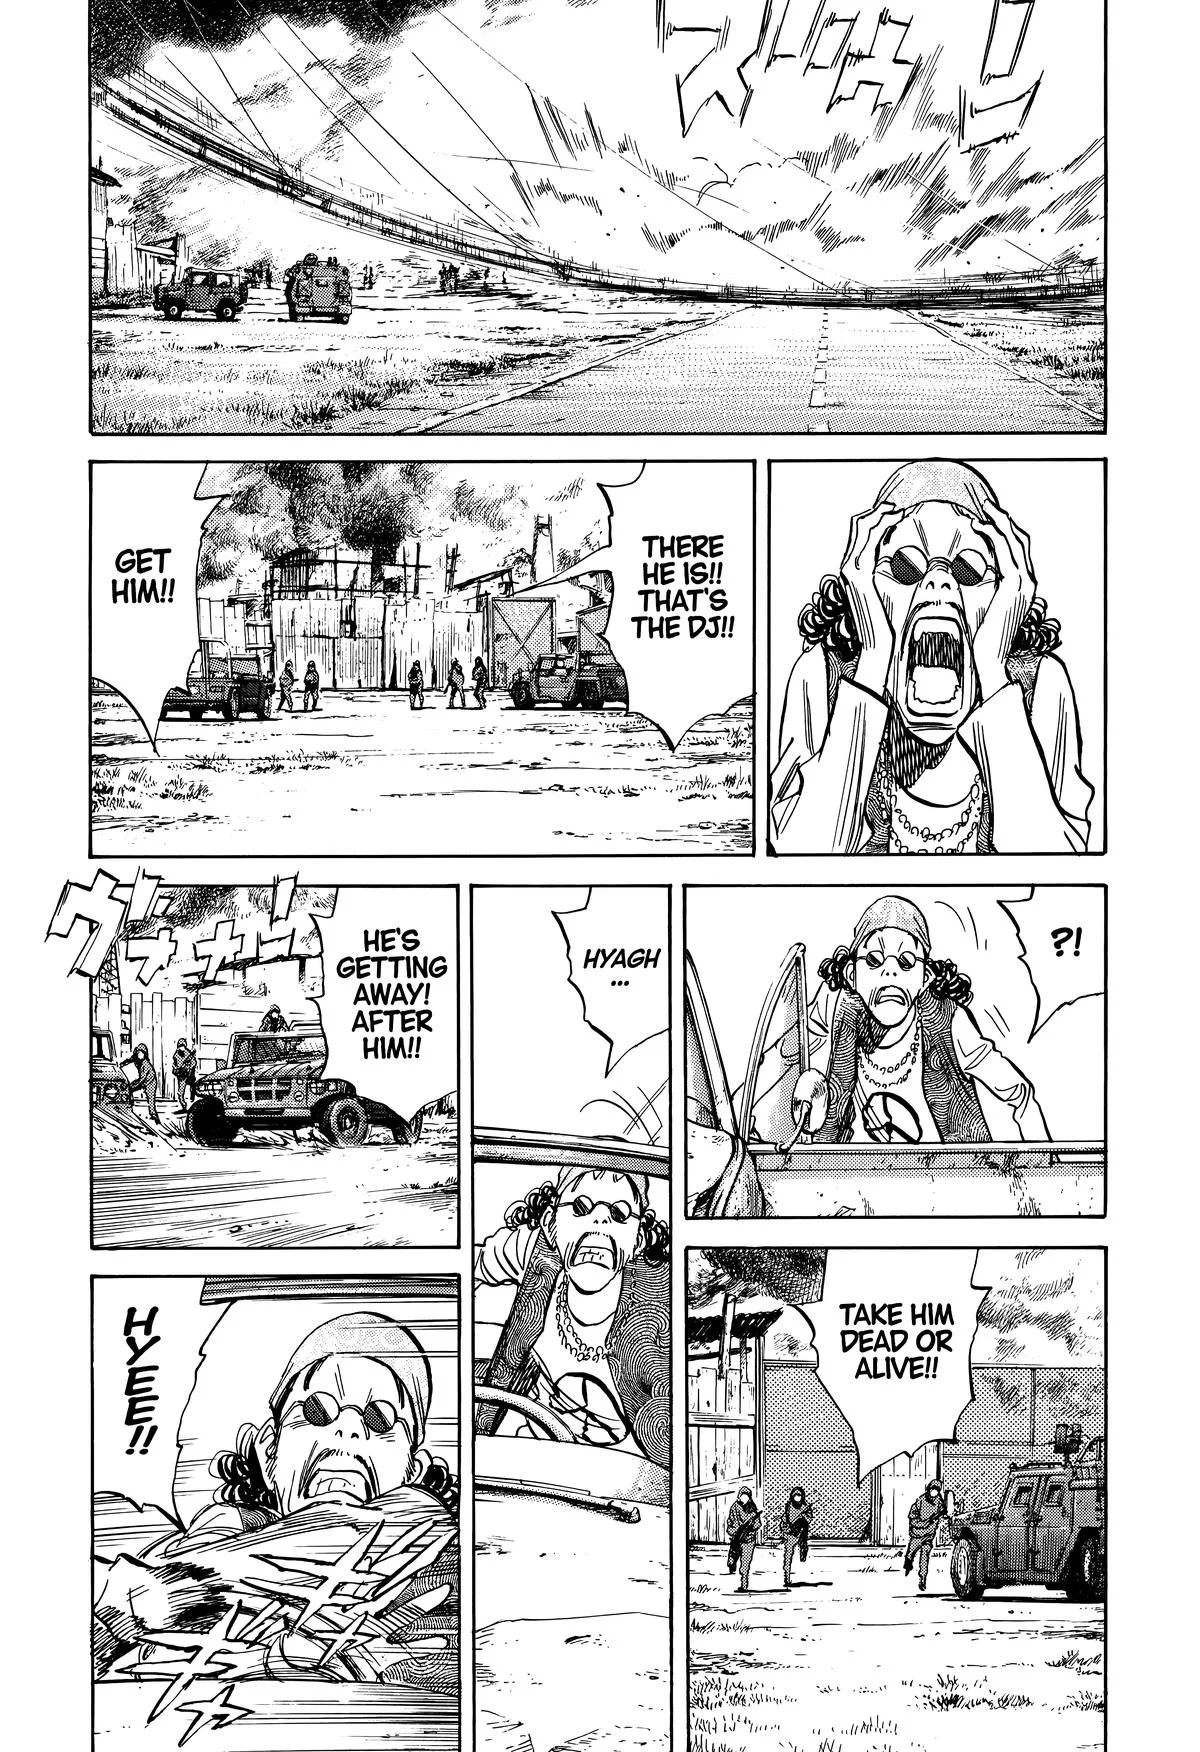 THERE
HE IS!!
THAT'S
THE DJ!!
GET
HIM!!
?!
HYAGH
...
HE'S
GETTING
AWAY!
AFTER
HIM!!
TAKE HIM
DEAD OR
ALIVE!!
HYEE!!